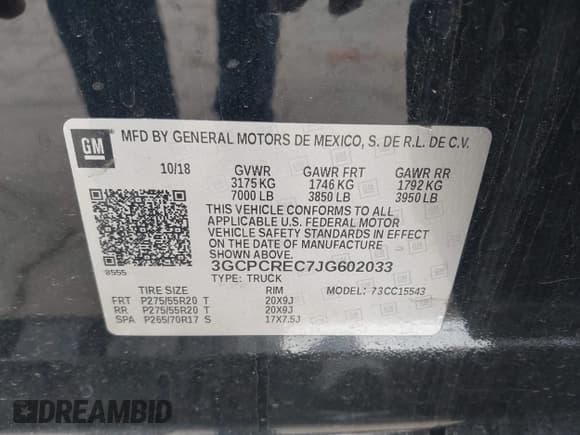 GM
MFD BY GENERAL MOTORS DE MEXICO, S. DE R.L. DE C.V.
10/18 GVWR GAWR FRT GAWR RR
3175 KG 1746 KG 1792 KG
7000 LB 3850 LB 3950 LB
THIS VEHICLE CONFORMS TO ALL
APPLICABLE U.S. FEDERAL MOTOR
VEHICLE SAFETY STANDARDS IN EFFECT
ON THE DATE OF MANUFACTURE SHOWN ABOVE.
8555
3GCPCREC7JG602033
TYPE: TRUCK
TIRE SIZE RIM MODEL: 73CC15543
FRT P275/55R20 T 20X9J
RR P275/55R20 T 20X9J
SPA P265/70R17 S 17X7.5J
DREAMBID